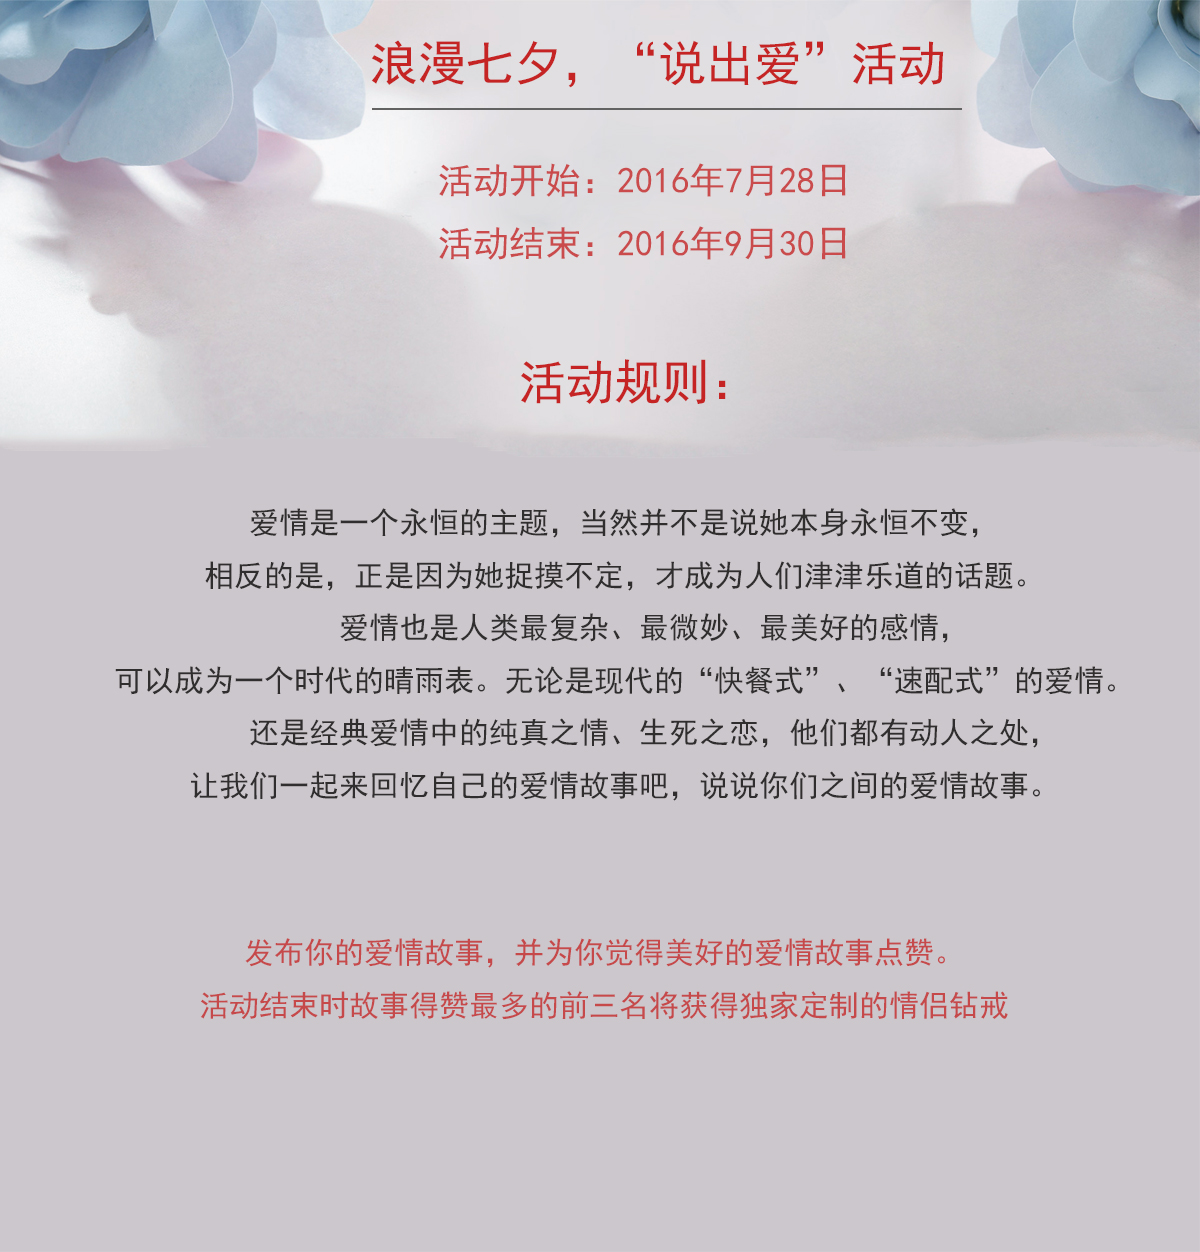 浪漫七夕，“说出爱”活动
活动开始：2016年7月28日
活动结束：2016年9月30日
活动规则：
爱情是一个永恒的主题，当然并不是说她本身永恒不变，
相反的是，正是因为她捉摸不定，才成为人们津津乐道的话题。
爱情也是人类最复杂、最微妙、最美好的感情，
可以成为一个时代的晴雨表。无论是现代的“快餐式”、“速配式”的爱情。
还是经典爱情中的纯真之情、生死之恋，他们都有动人之处，
让我们一起来回忆自己的爱情故事吧，说说你们之间的爱情故事。
发布你的爱情故事，并为你觉得美好的爱情故事点赞。
活动结束时故事得赞最多的前三名将获得独家定制的情侣钻戒